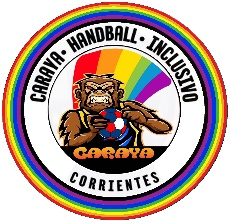 CARAYA • HANDBALL • INCLUSIVO
CARAYA
CORRIENTES